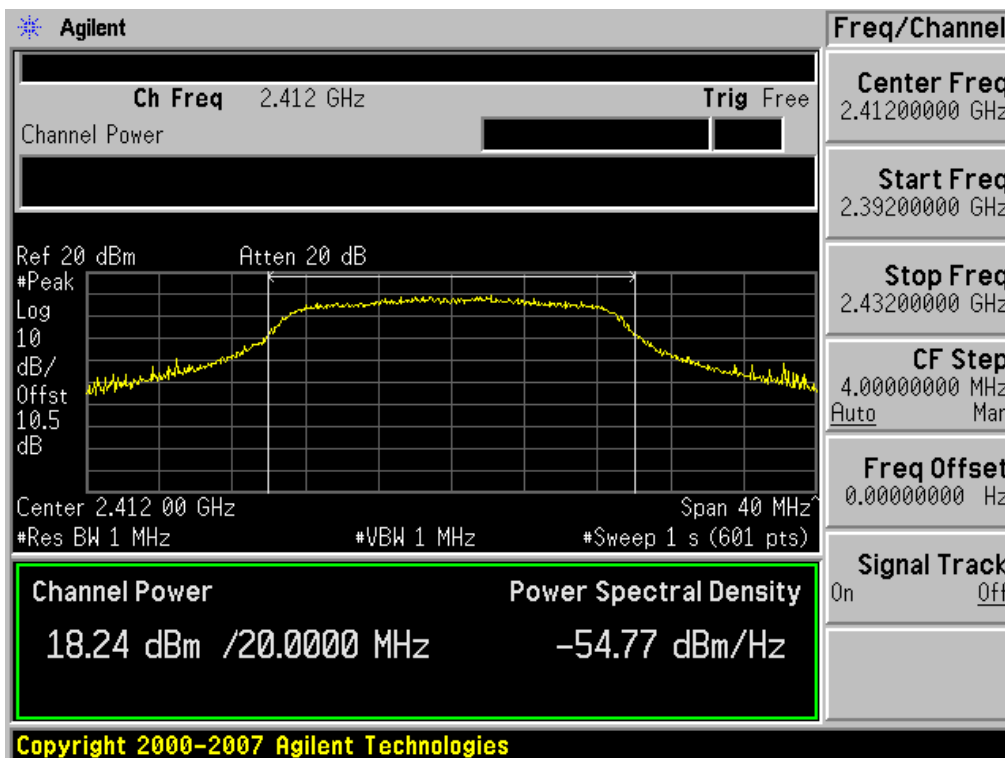 Agilent
Freq/Channel
Ch Freq 2.412 GHz Trig Free
Channel Power
Center Freq
2.41200000 GHz
Start Freq
2.39200000 GHz
Stop Freq
2.43200000 GHz
CF Step
4.00000000 MHz
Auto Man
Freq Offset
0.00000000 Hz
Signal Track
On Off
Ref 20 dBm Atten 20 dB
#Peak
Log
10
dB/
Offst
10.5
dB
Center 2.412 00 GHz Span 40 MHz^
#Res BW 1 MHz #VBW 1 MHz #Sweep 1 s (601 pts)
Channel Power Power Spectral Density
18.24 dBm /20.0000 MHz -54.77 dBm/Hz
Copyright 2000-2007 Agilent Technologies